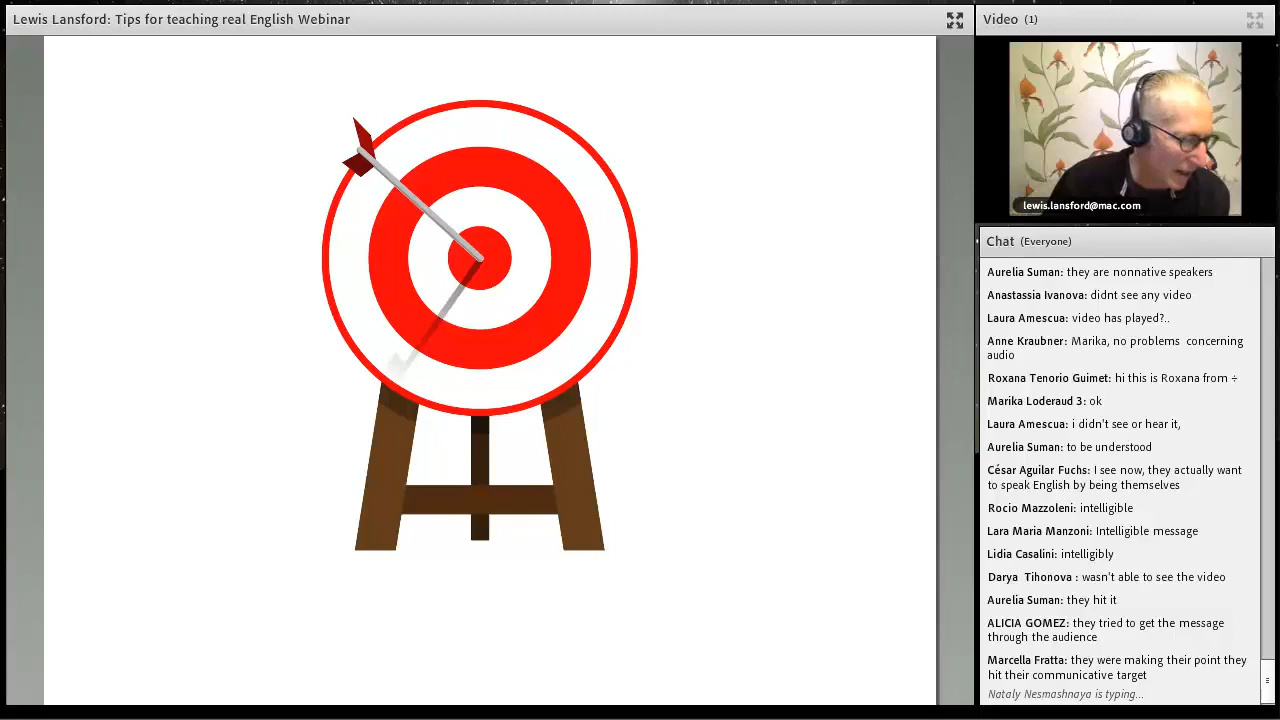 Lewis Lansford: Tips for teaching real English Webinar
Video (1)
lewis.lansford@mac.com
Chat (Everyone)
Aurelia Suman: they are nonnative speakers
Anastassia Ivanova: didnt see any video
Laura Amescua: video has played?..
Anne Kraubner: Marika, no problems concerning
audio
Roxana Tenorio Guimet: hi this is Roxana from ÷
Marika Loderaud 3: ok
Laura Amescua: i didn't see or hear it,
Aurelia Suman: to be understood
César Aguilar Fuchs: I see now, they actually want
to speak English by being themselves
Rocio Mazzoleni: intelligible
Lara Maria Manzoni: Intelligible message
Lidia Casalini: intelligibly
Darya Tihonova : wasn't able to see the video
Aurelia Suman: they hit it
ALICIA GOMEZ: they tried to get the message
through the audience
Marcella Fratta: they were making their point they
hit their communicative target
Nataly Nesmashnaya is typing...